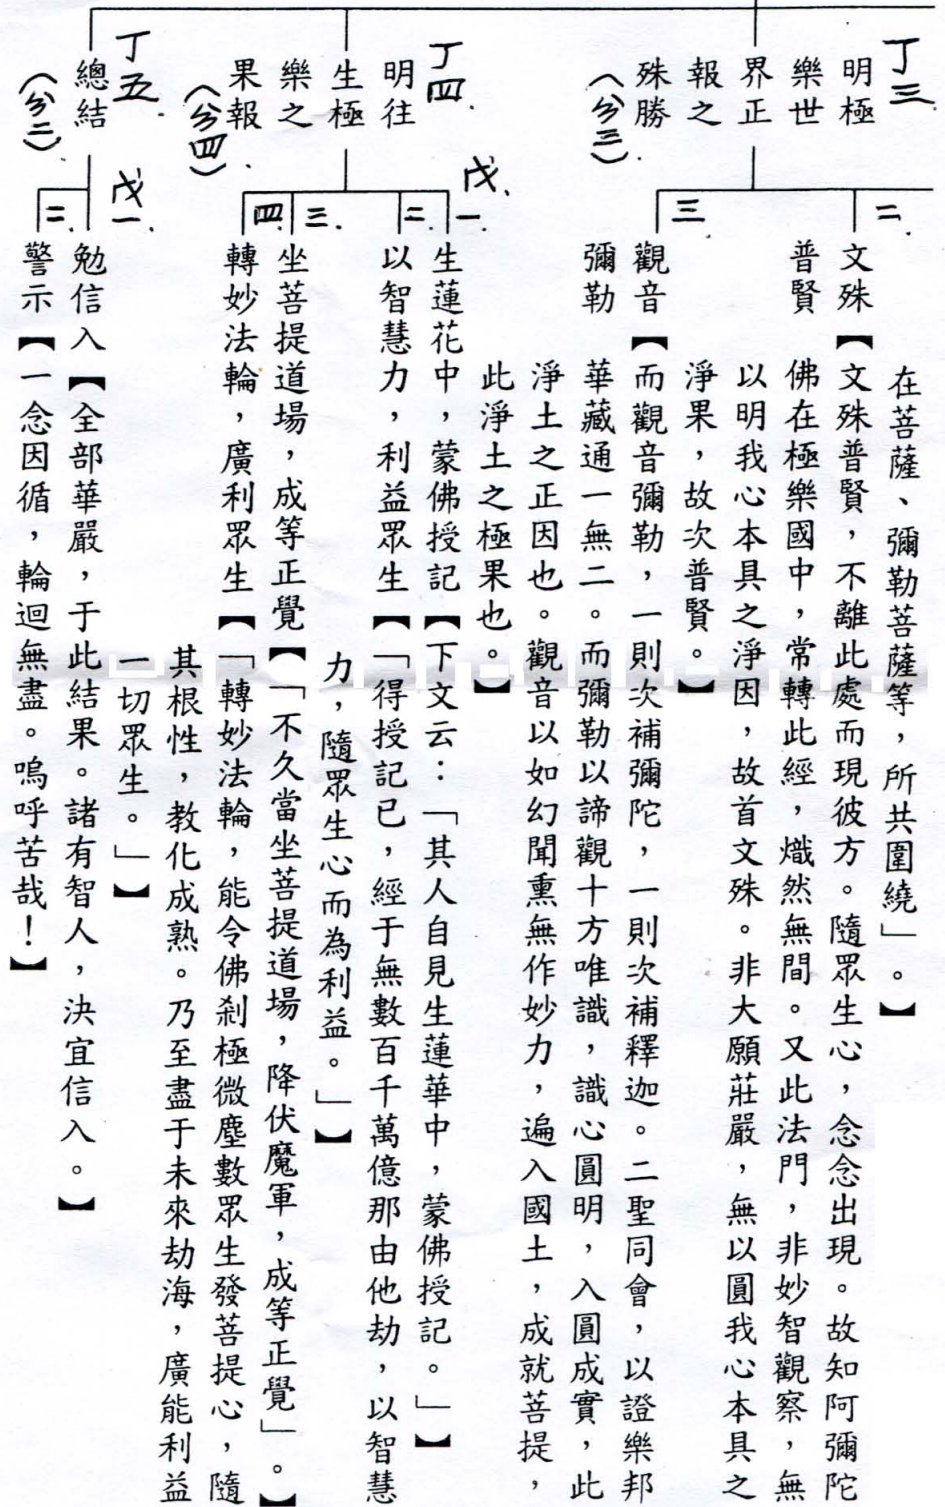 丁三
明極
樂世
界正
報之
殊勝
(分三).
二.
在菩薩、彌勒菩薩等，所共圍繞」。】
文殊【文殊普賢，不離此處而現彼方。隨眾生心，念念出現。故知阿彌陀
普賢 佛在極樂國中，常轉此經，熾然無間。又此法門，非妙智觀察，無
以明我心本具之淨因，故首文殊。非大願莊嚴，無以圓我心本具之
淨果，故次普賢。】
三.
觀音【而觀音彌勒，一則次補彌陀，一則次補釋迦。二聖同會，以證樂邦
彌勒 華藏通一無二。而彌勒以諦觀十方唯識，識心圓明，入圓成實，此
淨土之正因也。觀音以如幻聞熏無作妙力，遍入國土，成就菩提，
此淨土之極果也。】
丁四.
明往
生極
樂之
果報
(分四).
戊.
一.
生蓮花中，蒙佛授記【下文云：「其人自見生蓮華中，蒙佛授記。」】
二.
以智慧力，利益眾生【「得授記已，經于無數百千萬億那由他劫，以智慧
力，隨眾生心而為利益。」】
三.
坐菩提道場，成等正覺【「不久當坐菩提道場，降伏魔軍，成等正覺」。】
四.
轉妙法輪，廣利眾生【「轉妙法輪，能令佛剎極微塵數眾生發菩提心，隨
其根性，教化成熟。乃至盡于未來劫海，廣能利益
一切眾生。」】
丁五.
總結
(分二).
戊一.
勉信入【全部華嚴，于此結果。諸有智人，決宜信入。】
二.
警示【一念因循，輪迴無盡。嗚呼苦哉！】